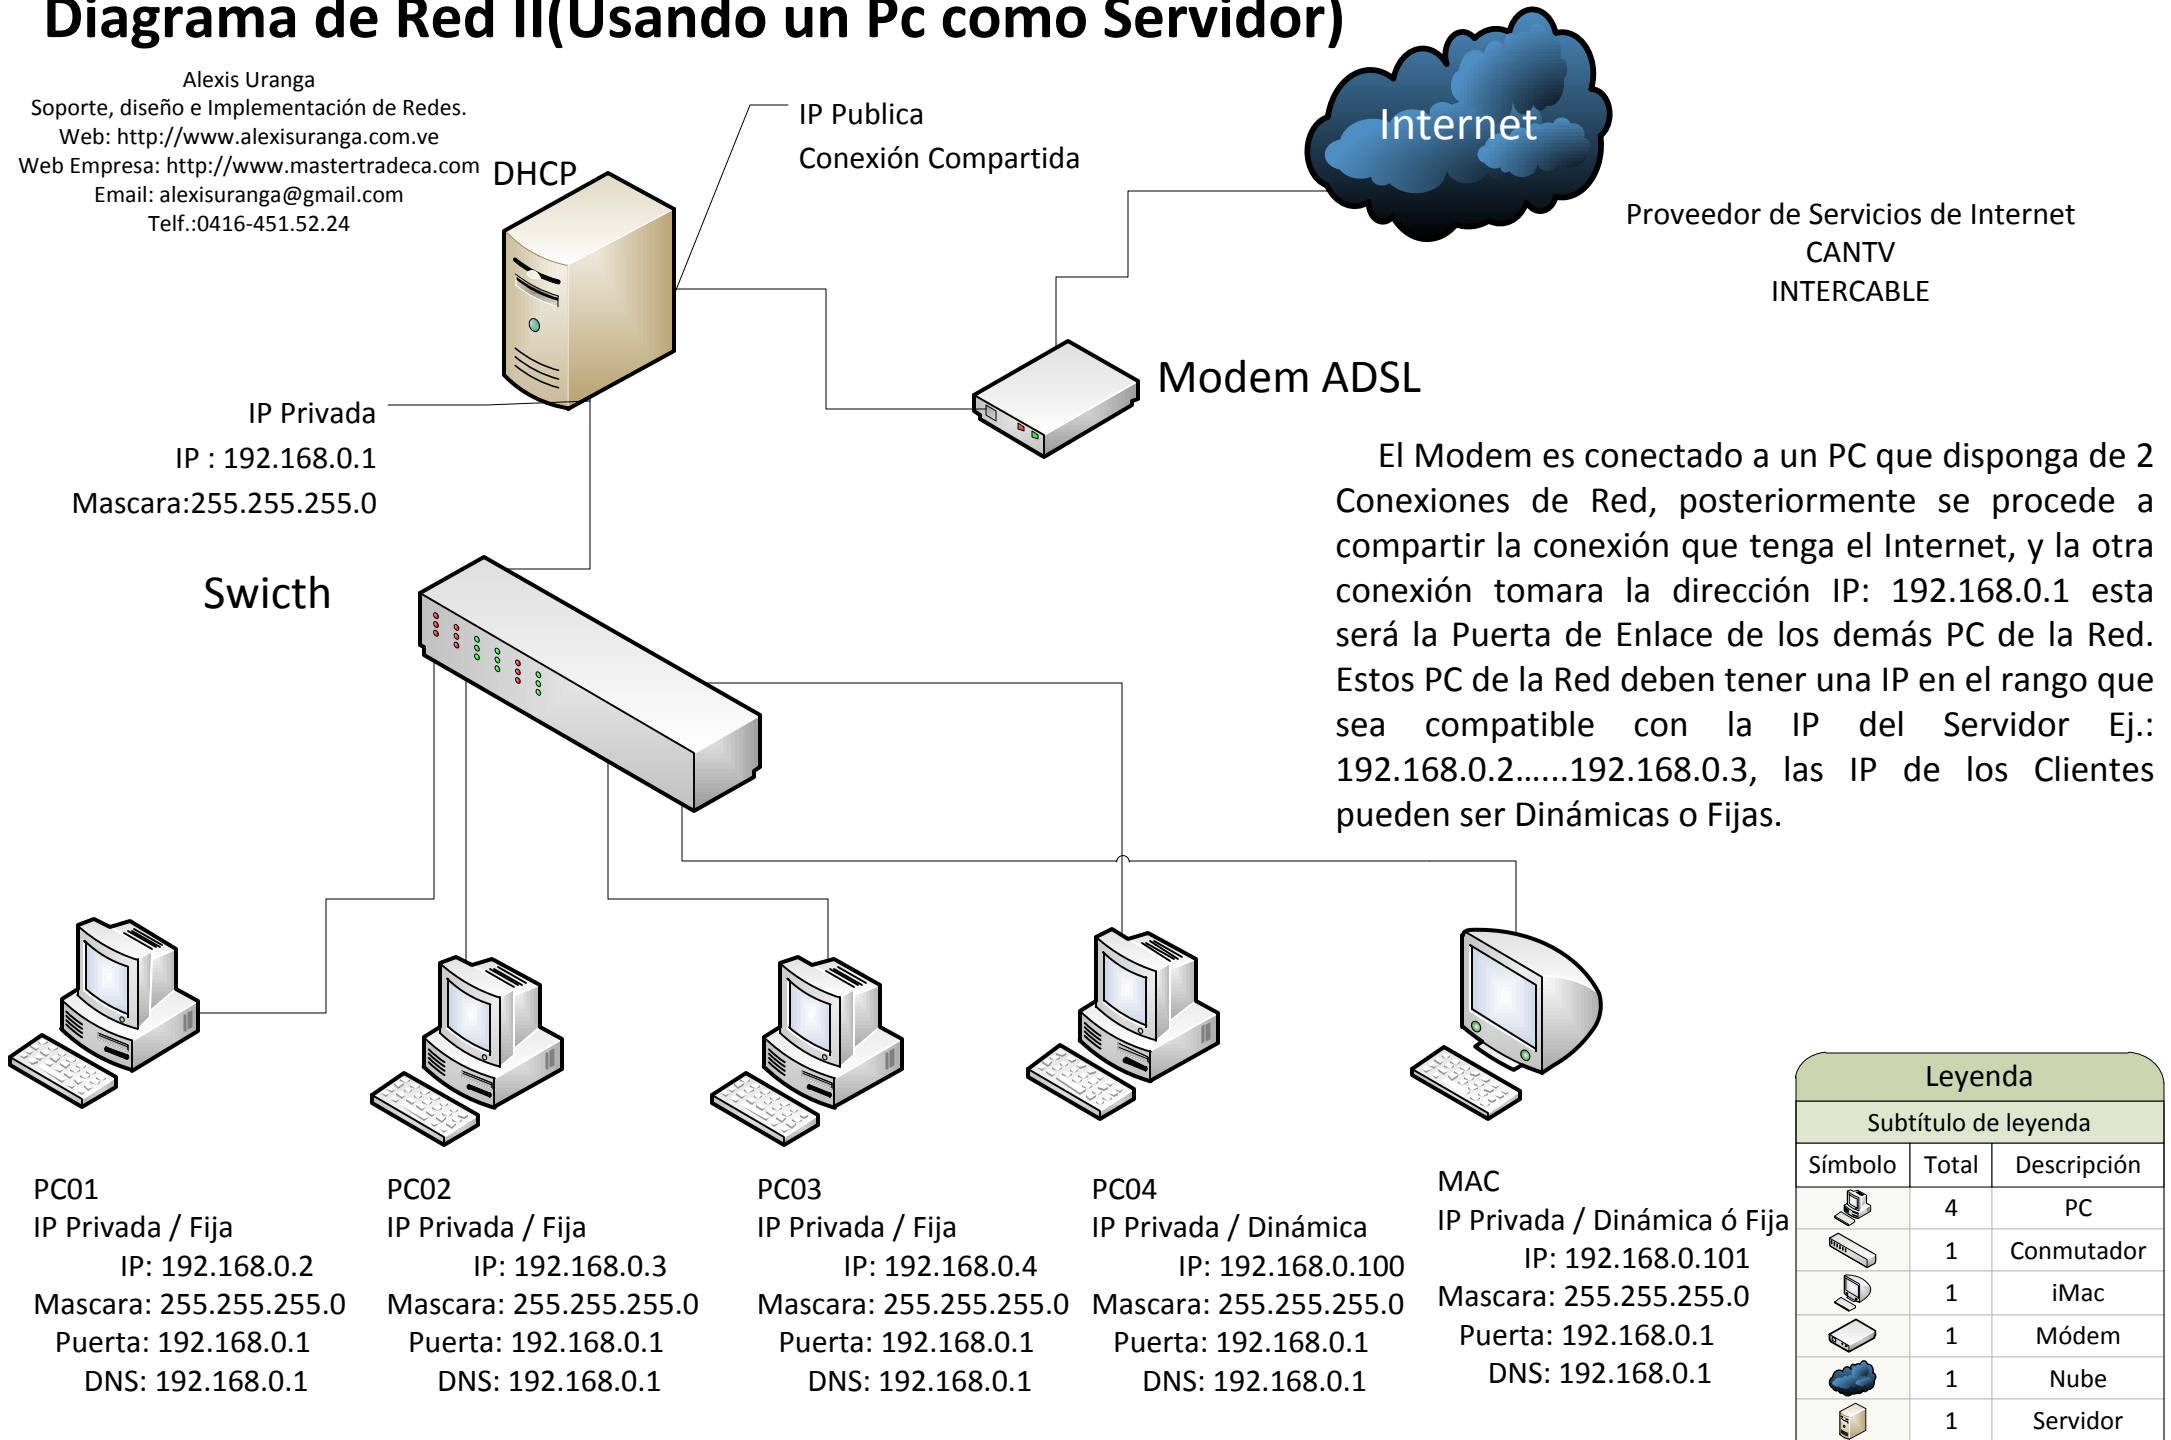 Diagrama de Red II(Usando un Pc como Servidor)
Alexis Uranga
Soporte, diseño e Implementación de Redes.
Web: http://www.alexisuranga.com.ve
Web Empresa: http://www.mastertradeca.com
Email: alexisuranga@gmail.com
Telf.:0416-451.52.24
DHCP
IP Publica
Conexión Compartida
Internet
Proveedor de Servicios de Internet
CANTV
INTERCABLE
Modem ADSL
IP Privada
IP : 192.168.0.1
Mascara:255.255.255.0
El Modem es conectado a un PC que disponga de 2
Conexiones de Red, posteriormente se procede a
compartir la conexión que tenga el Internet, y la otra
conexión tomara la dirección IP: 192.168.0.1 esta
será la Puerta de Enlace de los demás PC de la Red.
Estos PC de la Red deben tener una IP en el rango que
sea compatible con la IP del Servidor Ej.:
192.168.0.2......192.168.0.3, las IP de los Clientes
pueden ser Dinámicas o Fijas.
Swicth
PC01
IP Privada / Fija
IP: 192.168.0.2
Mascara: 255.255.255.0
Puerta: 192.168.0.1
DNS: 192.168.0.1
PC02
IP Privada / Fija
IP: 192.168.0.3
Mascara: 255.255.255.0
Puerta: 192.168.0.1
DNS: 192.168.0.1
PC03
IP Privada / Fija
IP: 192.168.0.4
Mascara: 255.255.255.0
Puerta: 192.168.0.1
DNS: 192.168.0.1
PC04
IP Privada / Dinámica
IP: 192.168.0.100
Mascara: 255.255.255.0
Puerta: 192.168.0.1
DNS: 192.168.0.1
MAC
IP Privada / Dinámica ó Fija
IP: 192.168.0.101
Mascara: 255.255.255.0
Puerta: 192.168.0.1
DNS: 192.168.0.1
Leyenda
Subtítulo de leyenda
Símbolo Total Descripción
4 PC
1 Conmutador
1 iMac
1 Módem
1 Nube
1 Servidor